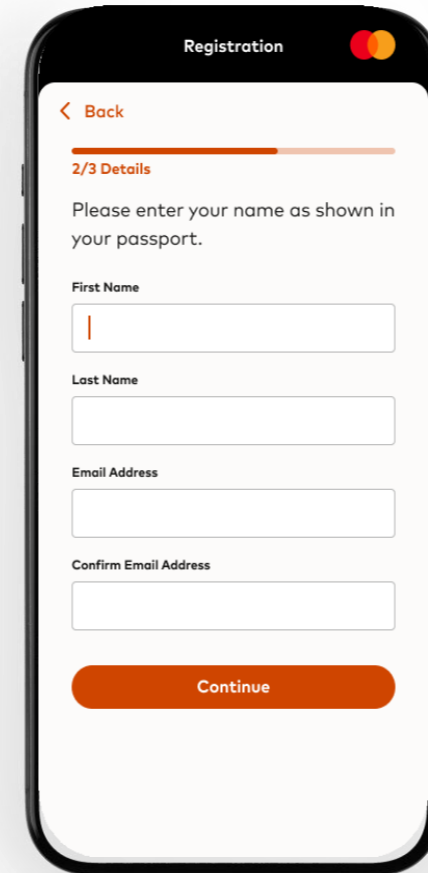 Registration
Back
2/3 Details
Please enter your name as shown in
your passport.
First Name
Last Name
Email Address
Confirm Email Address
Continue